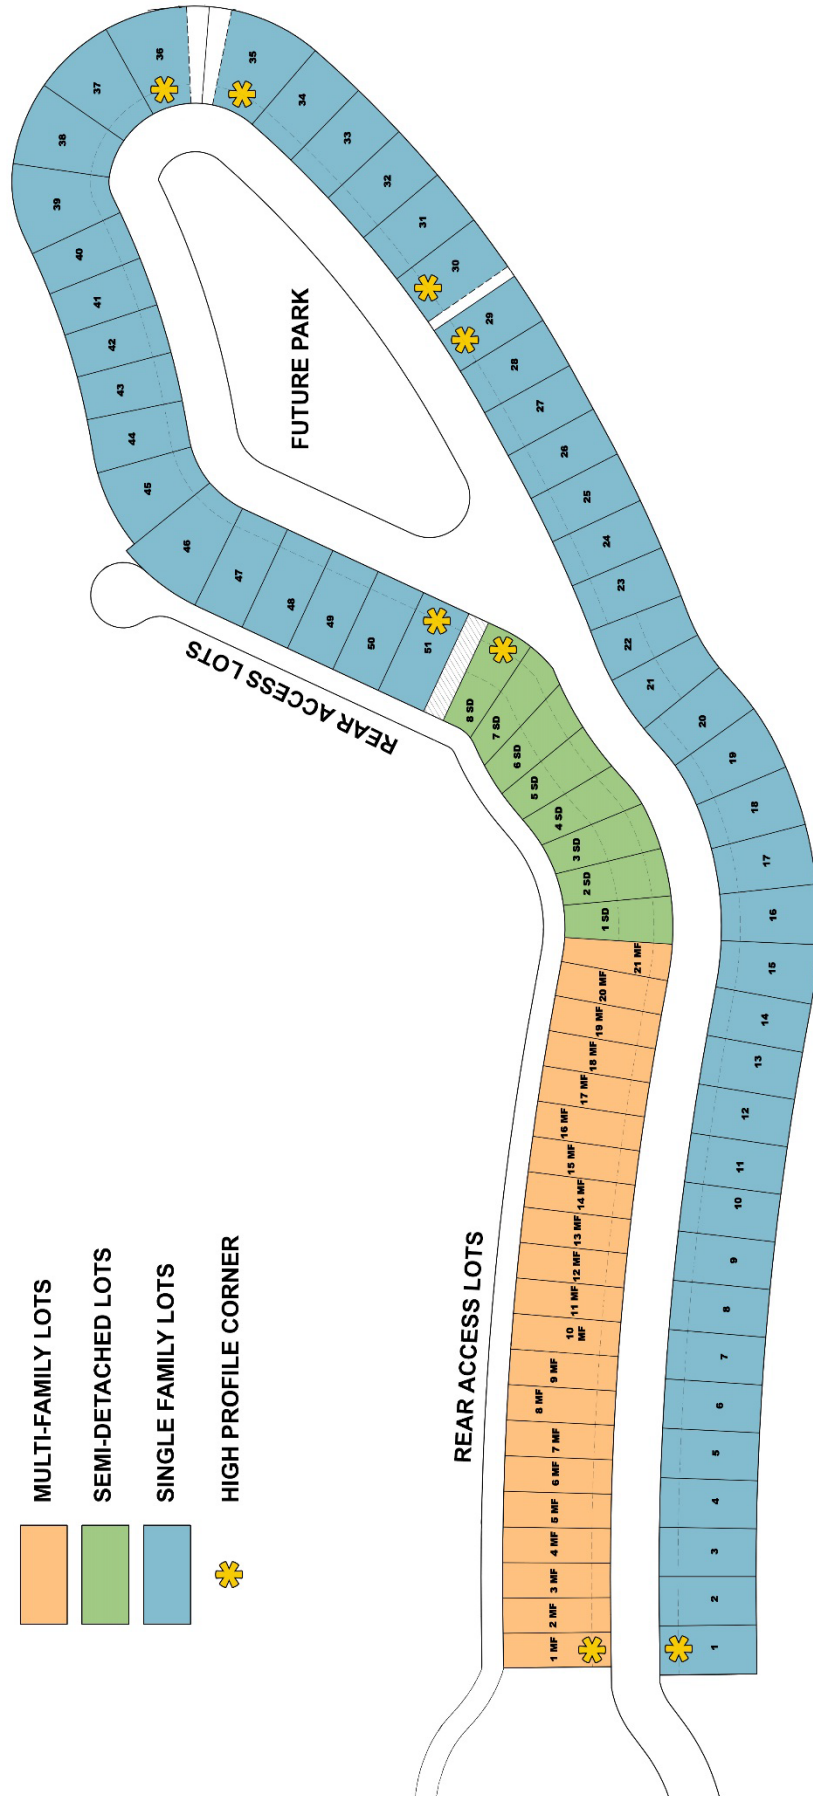 MULTI-FAMILY LOTS
SEMI-DETACHED LOTS
SINGLE FAMILY LOTS
HIGH PROFILE CORNER
FUTURE PARK
REAR ACCESS LOTS
REAR ACCESS LOTS
1 MF
2 MF
3 MF
4 MF
5 MF
6 MF
7 MF
8 MF
9 MF
10
MF
11 MF
12 MF
13 MF
14 MF
15 MF
16 MF
17 MF
18 MF
19 MF
20 MF
21 MF
1 SD
2 SD
3 SD
4 SD
5 SD
6 SD
7 SD
8 SD
1
2
3
4
5
6
7
8
9
10
11
12
13
14
15
16
17
18
19
20
21
22
23
24
25
26
27
28
29
30
31
32
33
34
35
36
37
38
39
40
41
42
43
44
45
46
47
48
49
50
51